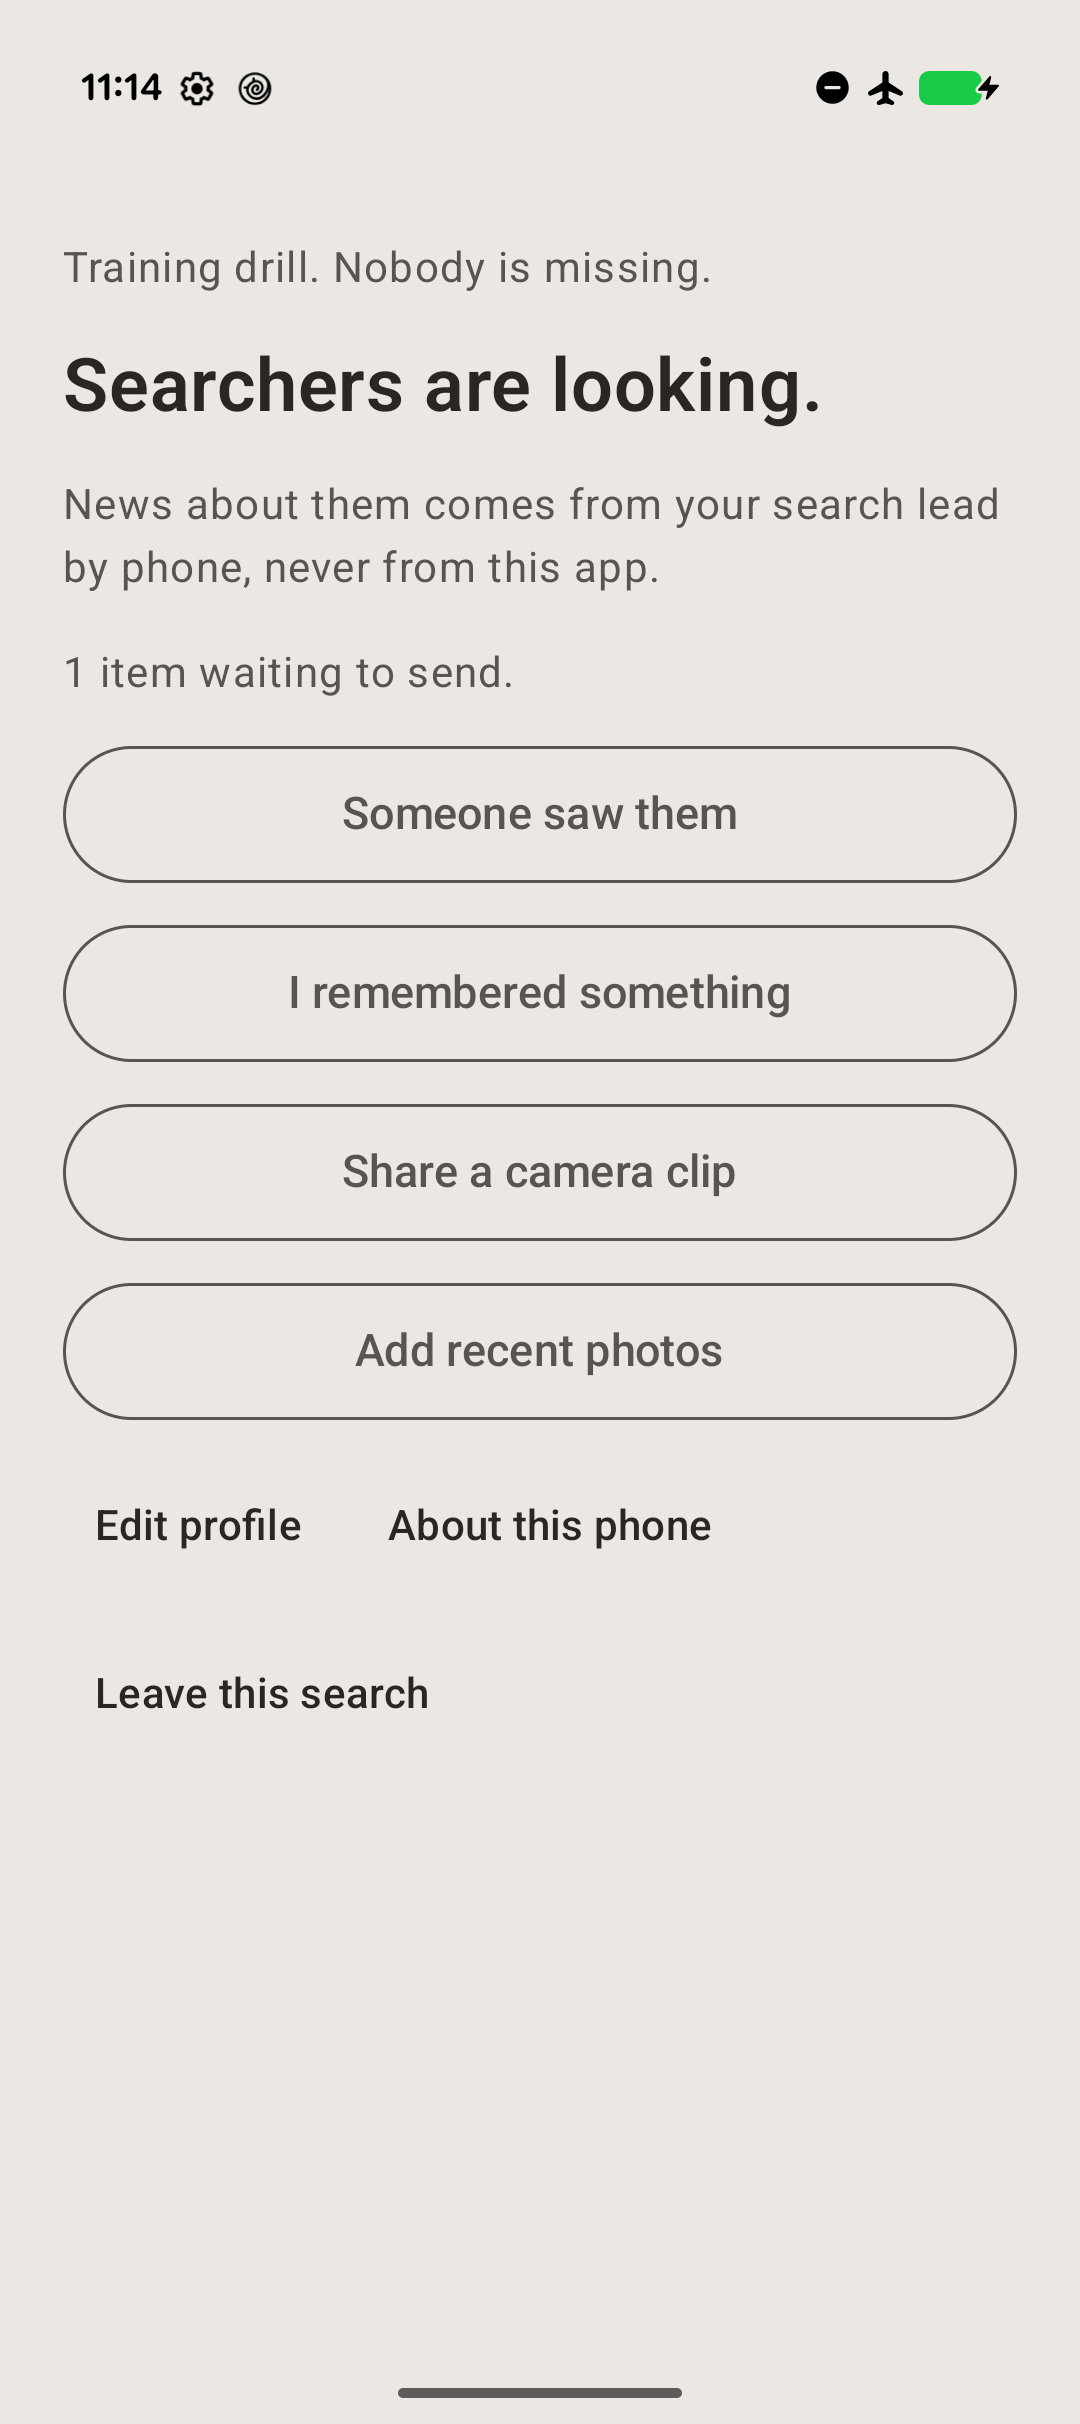 11:14
Training drill. Nobody is missing.
Searchers are looking.
News about them comes from your search lead
by phone, never from this app.
1 item waiting to send.
Someone saw them
I remembered something
Share a camera clip
Add recent photos
Edit profile About this phone
Leave this search